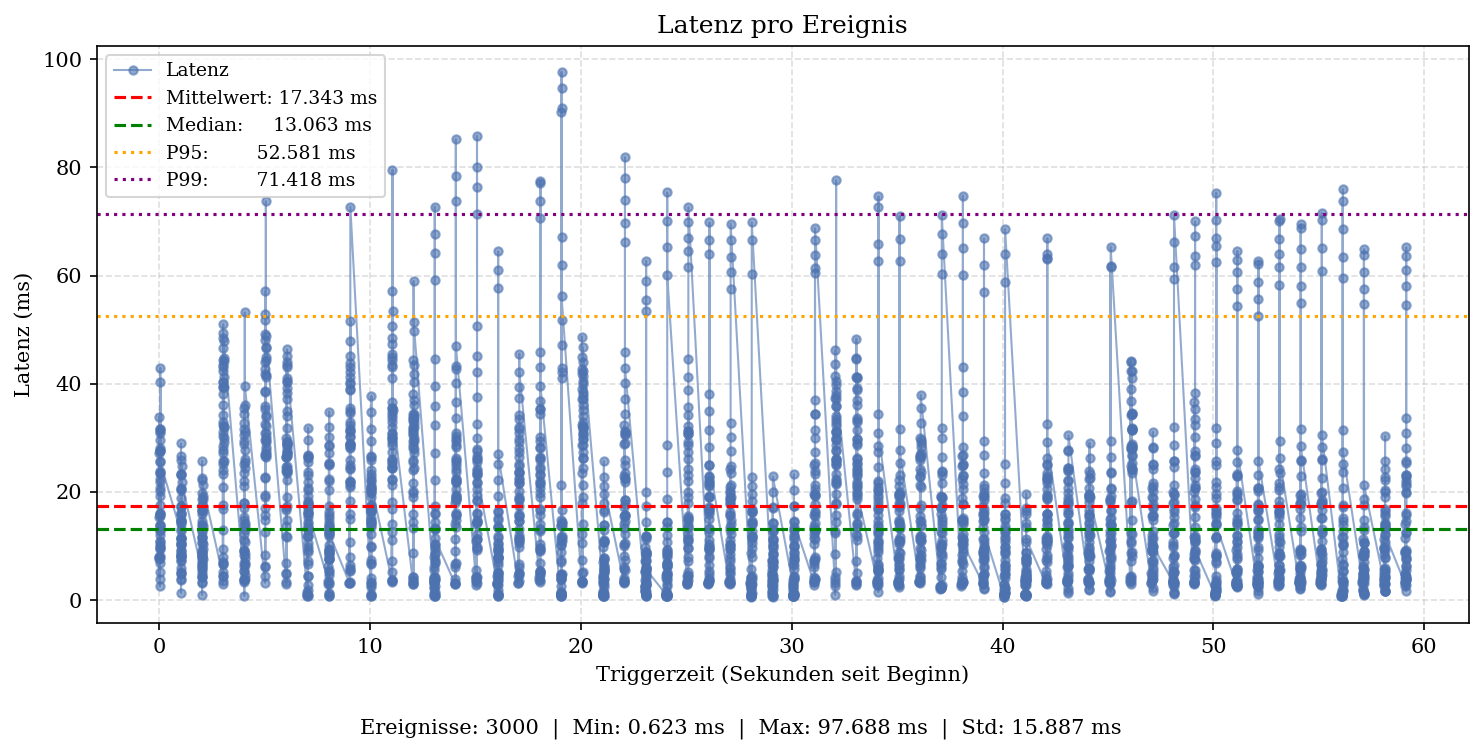 Latenz pro Ereignis
Latenz (ms)
100
80
60
40
20
0
Latenz
Mittelwert: 17.343 ms
Median: 13.063 ms
P95: 52.581 ms
P99: 71.418 ms
0 10 20 30 40 50 60
Triggerzeit (Sekunden seit Beginn)
Ereignisse: 3000 | Min: 0.623 ms | Max: 97.688 ms | Std: 15.887 ms